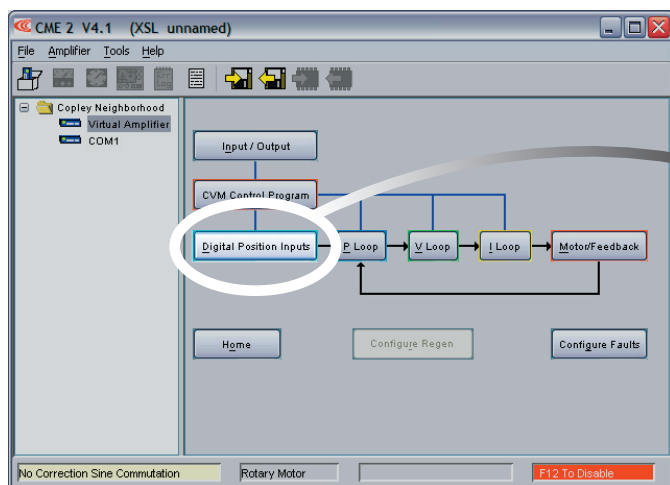 CME 2 V4.1 (XSL unnamed)
File Amplifier Tools Help
Copley Neighborhood
Virtual Amplifier
COM1
Input / Output
CVM Control Program
Digital Position Inputs
P Loop
V Loop
I Loop
Motor/Feedback
Home
Configure Regen
Configure Faults
No Correction Sine Commutation
Rotary Motor
F12 To Disable